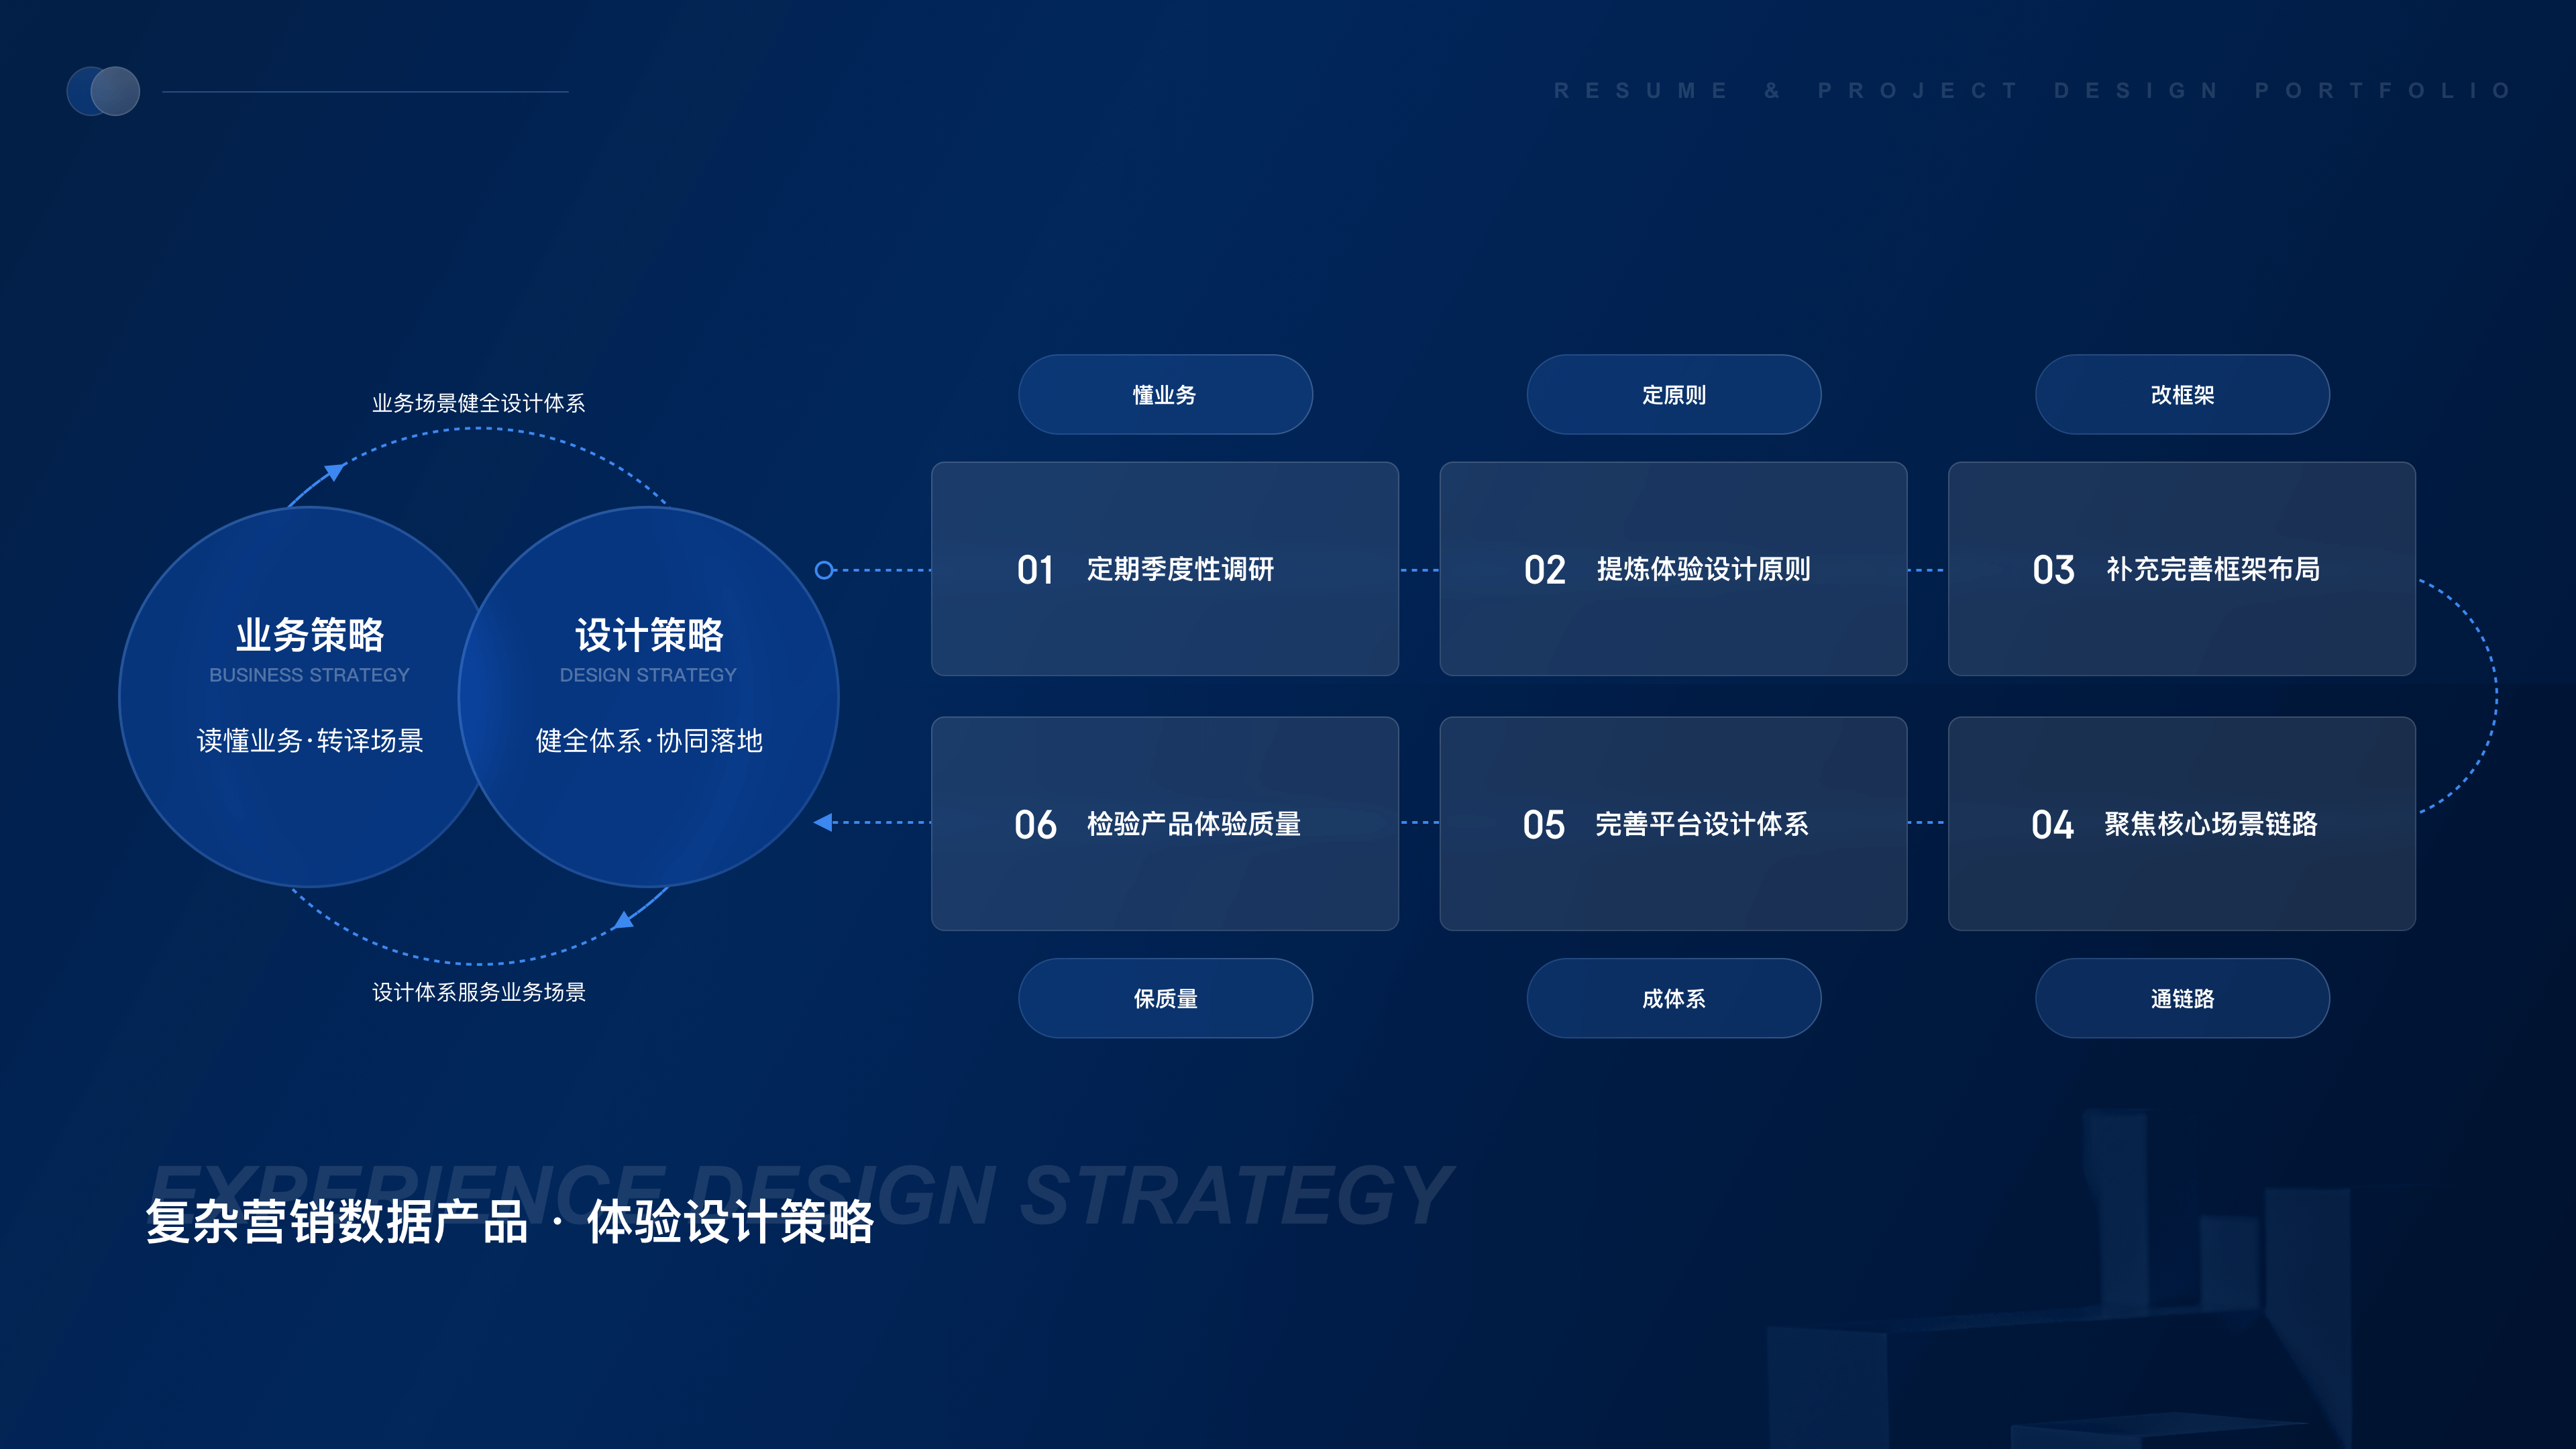 RESUME & PROJECT DESIGN PORTFOLIO
业务场景健全设计体系
业务策略
BUSINESS STRATEGY
读懂业务·转译场景
设计策略
DESIGN STRATEGY
健全体系·协同落地
设计体系服务业务场景
懂业务
定原则
改框架
01 定期季度性调研
02 提炼体验设计原则
03 补充完善框架布局
06 检验产品体验质量
05 完善平台设计体系
04 聚焦核心场景链路
保质量
成体系
通链路
EXPERIENCE DESIGN STRATEGY
复杂营销数据产品 · 体验设计策略